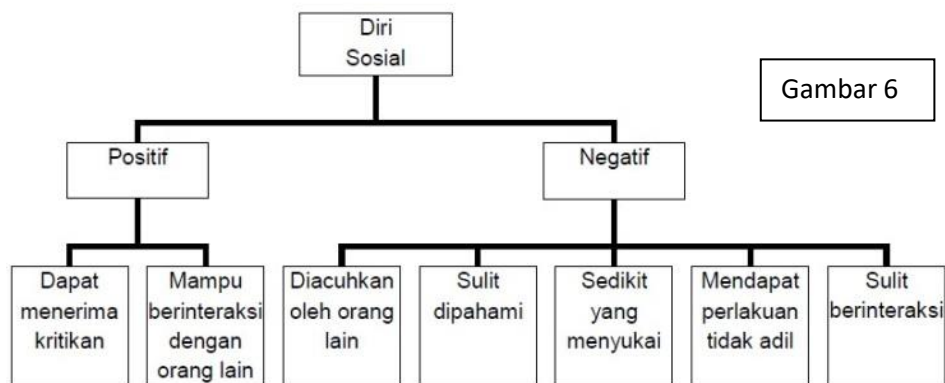 Diri
Sosial
Gambar 6
Positif
Negatif
Dapat
menerima
kritikan
Mampu
berinteraksi
dengan
orang lain
Diacuhkan
oleh orang
lain
Sulit
dipahami
Sedikit
yang
menyukai
Mendapat
perlakuan
tidak adil
Sulit
berinteraksi